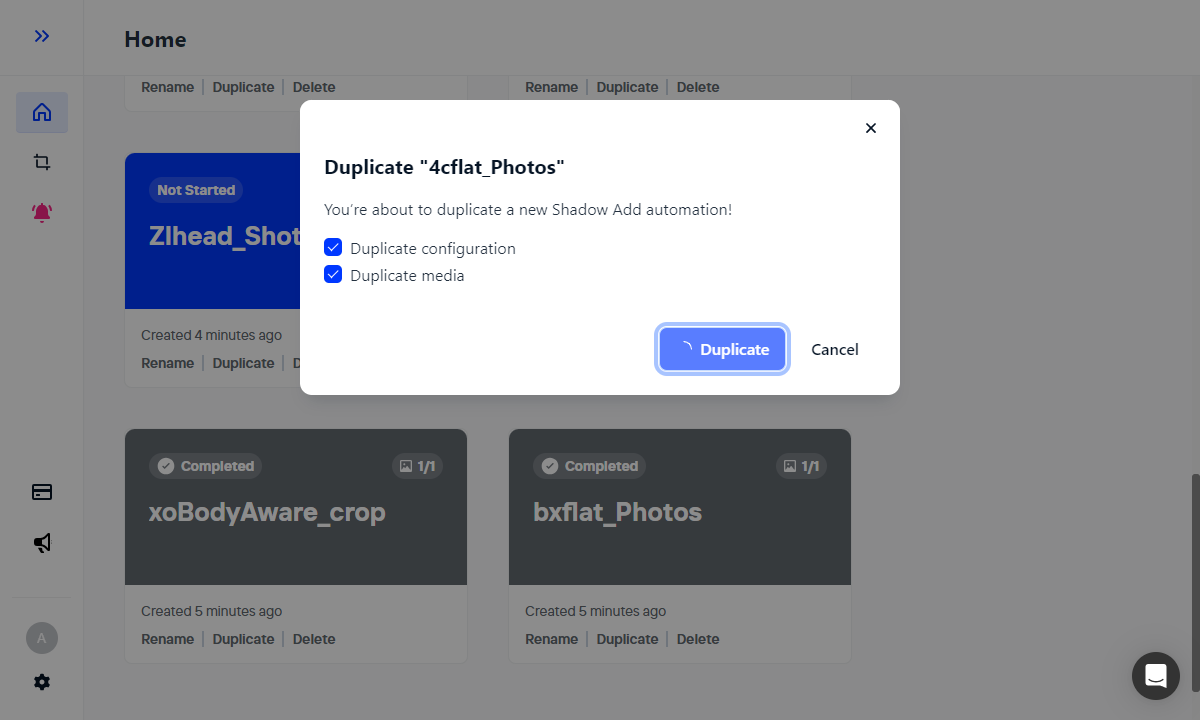 Home
Rename Duplicate Delete
Rename Duplicate Delete
Duplicate "4cflat_Photos"
You're about to duplicate a new Shadow Add automation!
Duplicate configuration
Duplicate media
Duplicate Cancel
Not Started
Created 4 minutes ago
Rename Duplicate
Completed 1/1
xoBodyAware_crop
Created 5 minutes ago
Rename Duplicate Delete
Completed 1/1
bxflat_Photos
Created 5 minutes ago
Rename Duplicate Delete
A